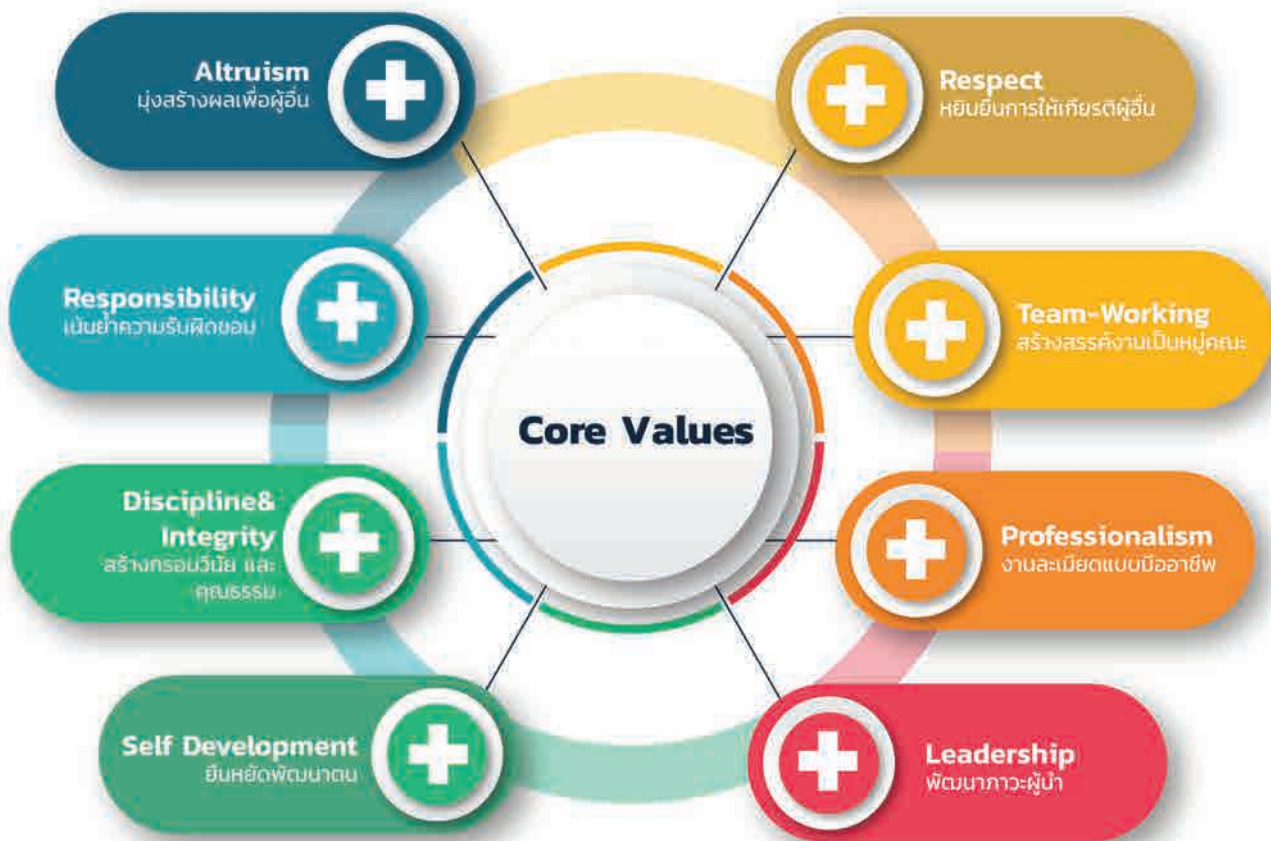 Altruism
มุ่งสร้างผลเพื่อผู้อื่น
Respect
หยิบยื่นการให้เกียรติผู้อื่น
Responsibility
เน้นย้ำความรับผิดชอบ
Team-Working
สร้างสรรค์งานเป็นหมู่คณะ
Core Values
Discipline&
Integrity
สร้างกรอบวินัย และ
คุณธรรม
Professionalism
งานละเมียดแบบมืออาชีพ
Self Development
ยืนหยัดพัฒนาตน
Leadership
พัฒนาภาวะผู้นำ